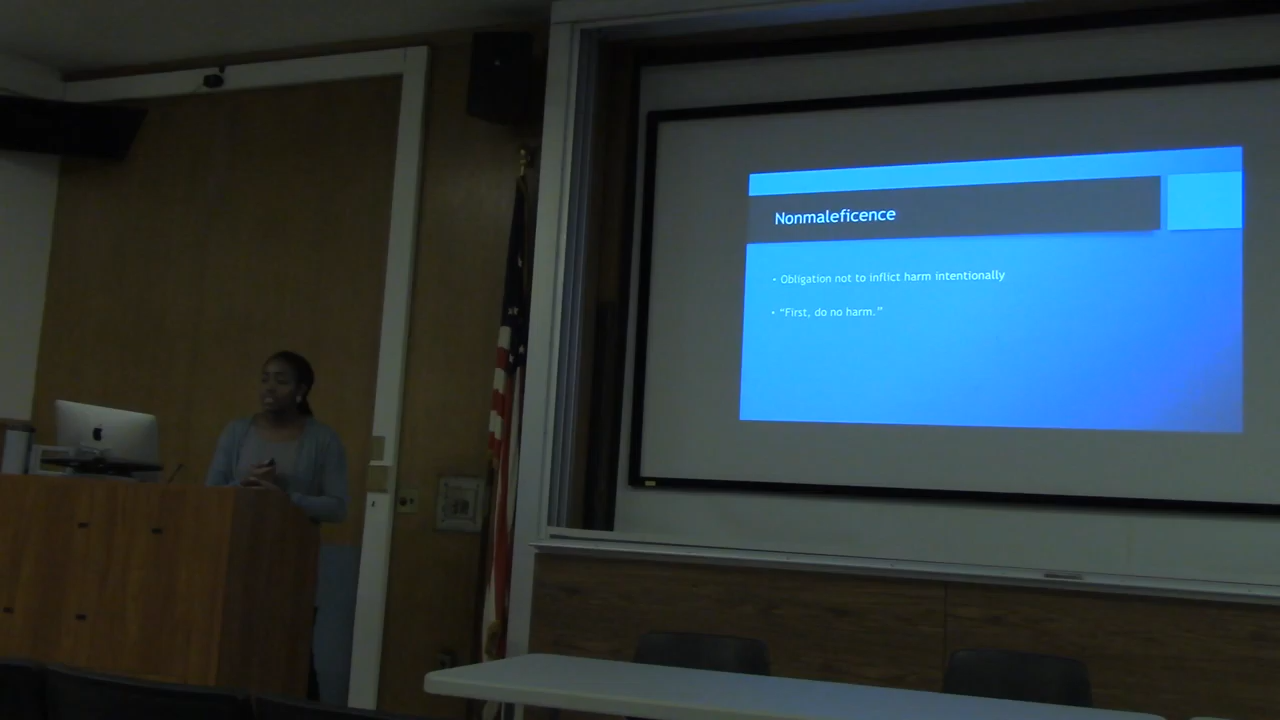 Nonmaleficence
• Obligation not to inflict harm intentionally
• “First, do no harm.”